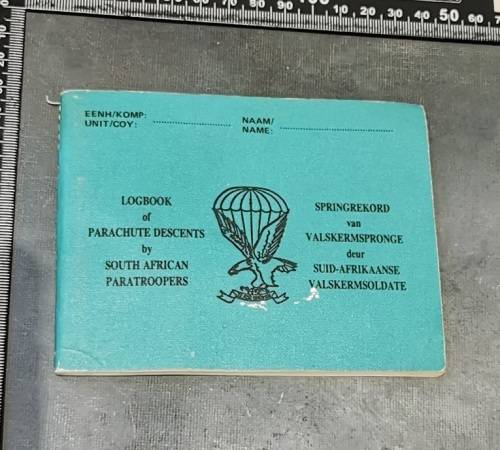 EENH/KOMP:
UNIT/COY:
NAAM/
NAME:
LOGBOOK
of
PARACHUTE DESCENTS
by
SOUTH AFRICAN
PARATROOPERS
SPRINGREKORD
van
VALSKERMSPRONGE
deur
SUID-AFRIKAANSE
VALSKERMSOLDATE